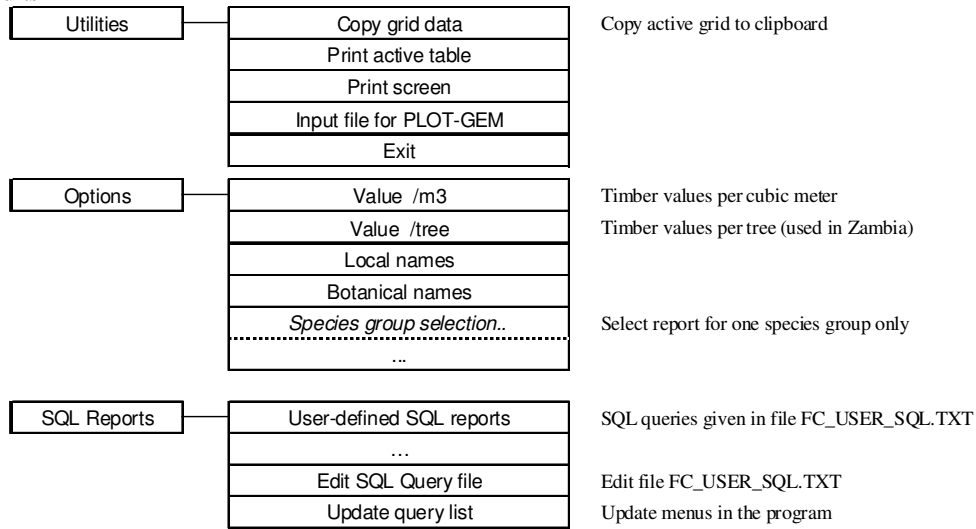 Utilities Copy grid data Copy active grid to clipboard
Print active table
Print screen
Input file for PLOT-GEM
Exit
Options Value /m3 Timber values per cubic meter
Value /tree Timber values per tree (used in Zambia)
Local names
Botanical names
Species group selection.. Select report for one species group only
...
SQL Reports User-defined SQL reports SQL queries given in file FC_USER_SQL.TXT
...
Edit SQL Query file Edit file FC_USER_SQL.TXT
Update query list Update menus in the program